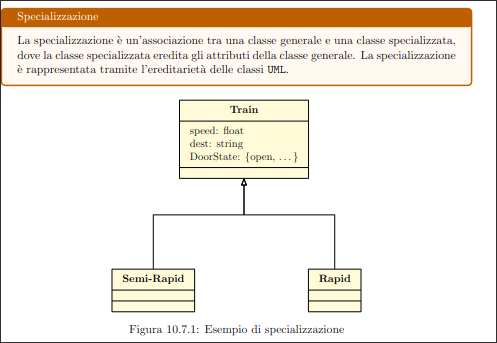 Specializzazione
La specializzazione è un'associazione tra una classe generale e una classe specializzata,
dove la classe specializzata eredita gli attributi della classe generale. La specializzazione
è rappresentata tramite l'ereditarietà delle classi UML.
Train
speed: float
dest: string
DoorState: {open, ...}
Semi-Rapid
Rapid
Figura 10.7.1: Esempio di specializzazione